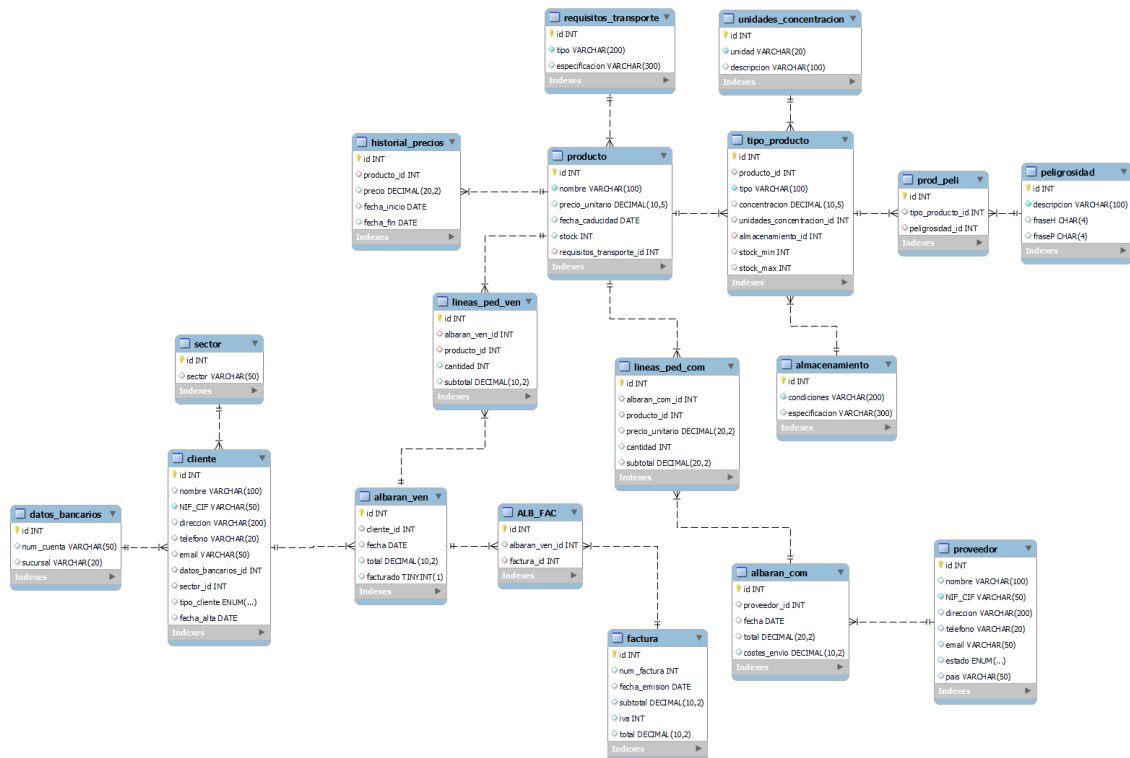 requisitos_transporte
id INT
tipo VARCHAR(200)
especificacion VARCHAR(300)
Indexes
unidades_concentracion
id INT
unidad VARCHAR(20)
descripcion VARCHAR(100)
Indexes
historial_precios
id INT
producto_id INT
precio DECIMAL(20,2)
fecha_inicio DATE
fecha_fin DATE
Indexes
producto
id INT
nombre VARCHAR(100)
precio_unitario DECIMAL(10,5)
fecha_caducidad DATE
stock INT
requisitos_transporte_id INT
Indexes
tipo_producto
id INT
producto_id INT
tipo VARCHAR(100)
concentracion DECIMAL(10,5)
unidades_concentracion_id INT
almacenamiento_id INT
stock_min INT
stock_max INT
Indexes
prod_peli
id INT
tipo_producto_id INT
peligrosidad_id INT
Indexes
peligrosidad
id INT
descripcion VARCHAR(100)
fraseH CHAR(4)
fraseP CHAR(4)
Indexes
lineas_ped_ven
id INT
albaran_ven_id INT
producto_id INT
cantidad INT
subtotal DECIMAL(10,2)
Indexes
sector
id INT
sector VARCHAR(50)
Indexes
lineas_ped_com
id INT
albaran_com_id INT
producto_id INT
precio_unitario DECIMAL(20,2)
cantidad INT
subtotal DECIMAL(20,2)
Indexes
almacenamiento
id INT
condiciones VARCHAR(200)
especificacion VARCHAR(300)
Indexes
cliente
id INT
nombre VARCHAR(100)
NIF_CIF VARCHAR(50)
direccion VARCHAR(200)
telefono VARCHAR(20)
email VARCHAR(50)
datos_bancarios_id INT
sector_id INT
tipo_cliente ENUM(...)
fecha_alta DATE
Indexes
datos_bancarios
id INT
num_cuenta VARCHAR(50)
sucursal VARCHAR(20)
Indexes
albaran_ven
id INT
cliente_id INT
fecha DATE
total DECIMAL(10,2)
facturado TINYINT(1)
Indexes
ALB_FAC
id INT
albaran_ven_id INT
factura_id INT
Indexes
albaran_com
id INT
proveedor_id INT
fecha DATE
total DECIMAL(20,2)
costes_envio DECIMAL(10,2)
Indexes
proveedor
id INT
nombre VARCHAR(100)
NIF_CIF VARCHAR(50)
direccion VARCHAR(200)
telefono VARCHAR(20)
email VARCHAR(50)
estado ENUM(...)
pais VARCHAR(50)
Indexes
factura
id INT
num_factura INT
fecha_emision DATE
subtotal DECIMAL(10,2)
iva INT
total DECIMAL(10,2)
Indexes